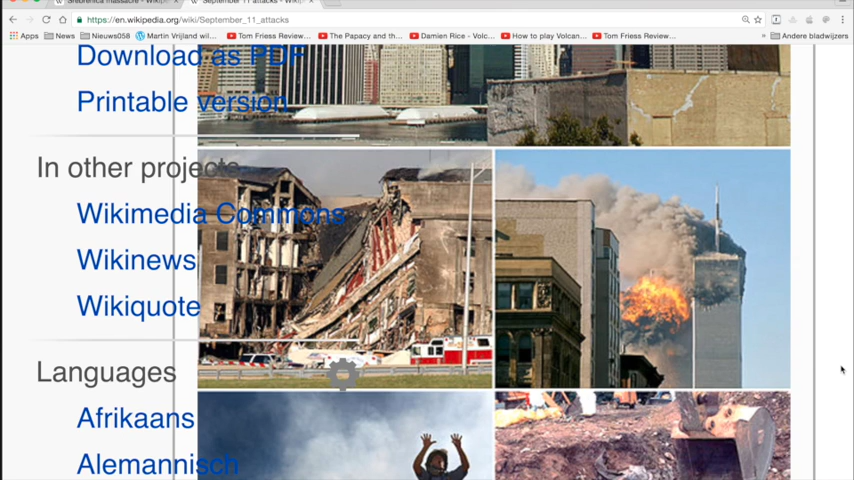 Srebrenica massacre - Wikipe
September 11 attacks - Wikip
https://en.wikipedia.org/wiki/September_11_attacks
Apps News Nieuws058 Martin Vrijland wil... Tom Friess Review... The Papacy and th... Damien Rice - Volc... How to play Volcan... Tom Friess Review... » Andere bladwijzers
Download as PDF
Printable version
In other projects
Wikimedia Commons
Wikinews
Wikiquote
Languages
Afrikaans
Alemannisch